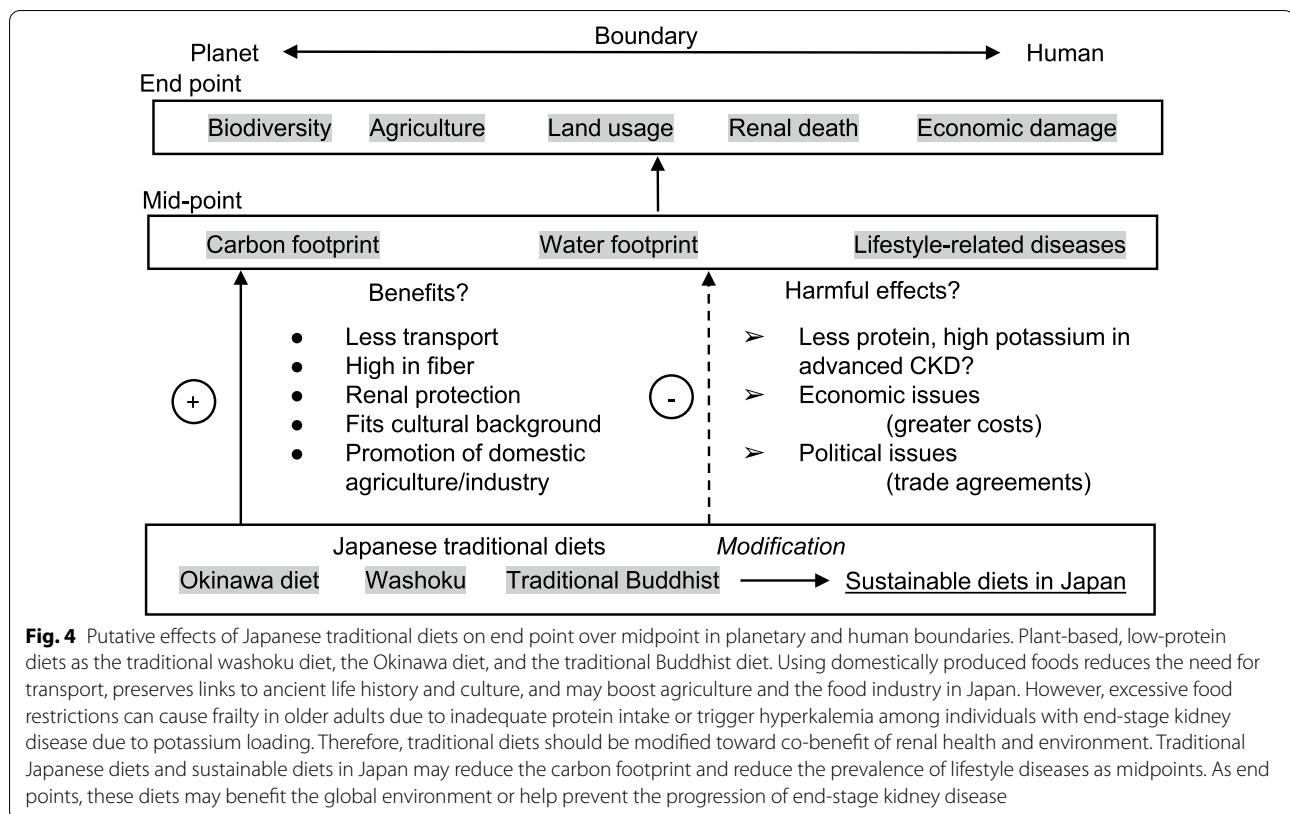 Boundary
Planet Human
End point
Biodiversity Agriculture Land usage Renal death Economic damage
Mid-point
Carbon footprint Water footprint Lifestyle-related diseases
Benefits?
● Less transport
● High in fiber
● Renal protection
● Fits cultural background
● Promotion of domestic
agriculture/industry
+
Harmful effects?
➢ Less protein, high potassium in
advanced CKD?
➢ Economic issues
(greater costs)
➢ Political issues
(trade agreements)
-
Japanese traditional diets Modification
Okinawa diet Washoku Traditional Buddhist Sustainable diets in Japan
Fig. 4 Putative effects of Japanese traditional diets on end point over midpoint in planetary and human boundaries. Plant-based, low-protein
diets as the traditional washoku diet, the Okinawa diet, and the traditional Buddhist diet. Using domestically produced foods reduces the need for
transport, preserves links to ancient life history and culture, and may boost agriculture and the food industry in Japan. However, excessive food
restrictions can cause frailty in older adults due to inadequate protein intake or trigger hyperkalemia among individuals with end-stage kidney
disease due to potassium loading. Therefore, traditional diets should be modified toward co-benefit of renal health and environment. Traditional
Japanese diets and sustainable diets in Japan may reduce the carbon footprint and reduce the prevalence of lifestyle diseases as midpoints. As end
points, these diets may benefit the global environment or help prevent the progression of end-stage kidney disease